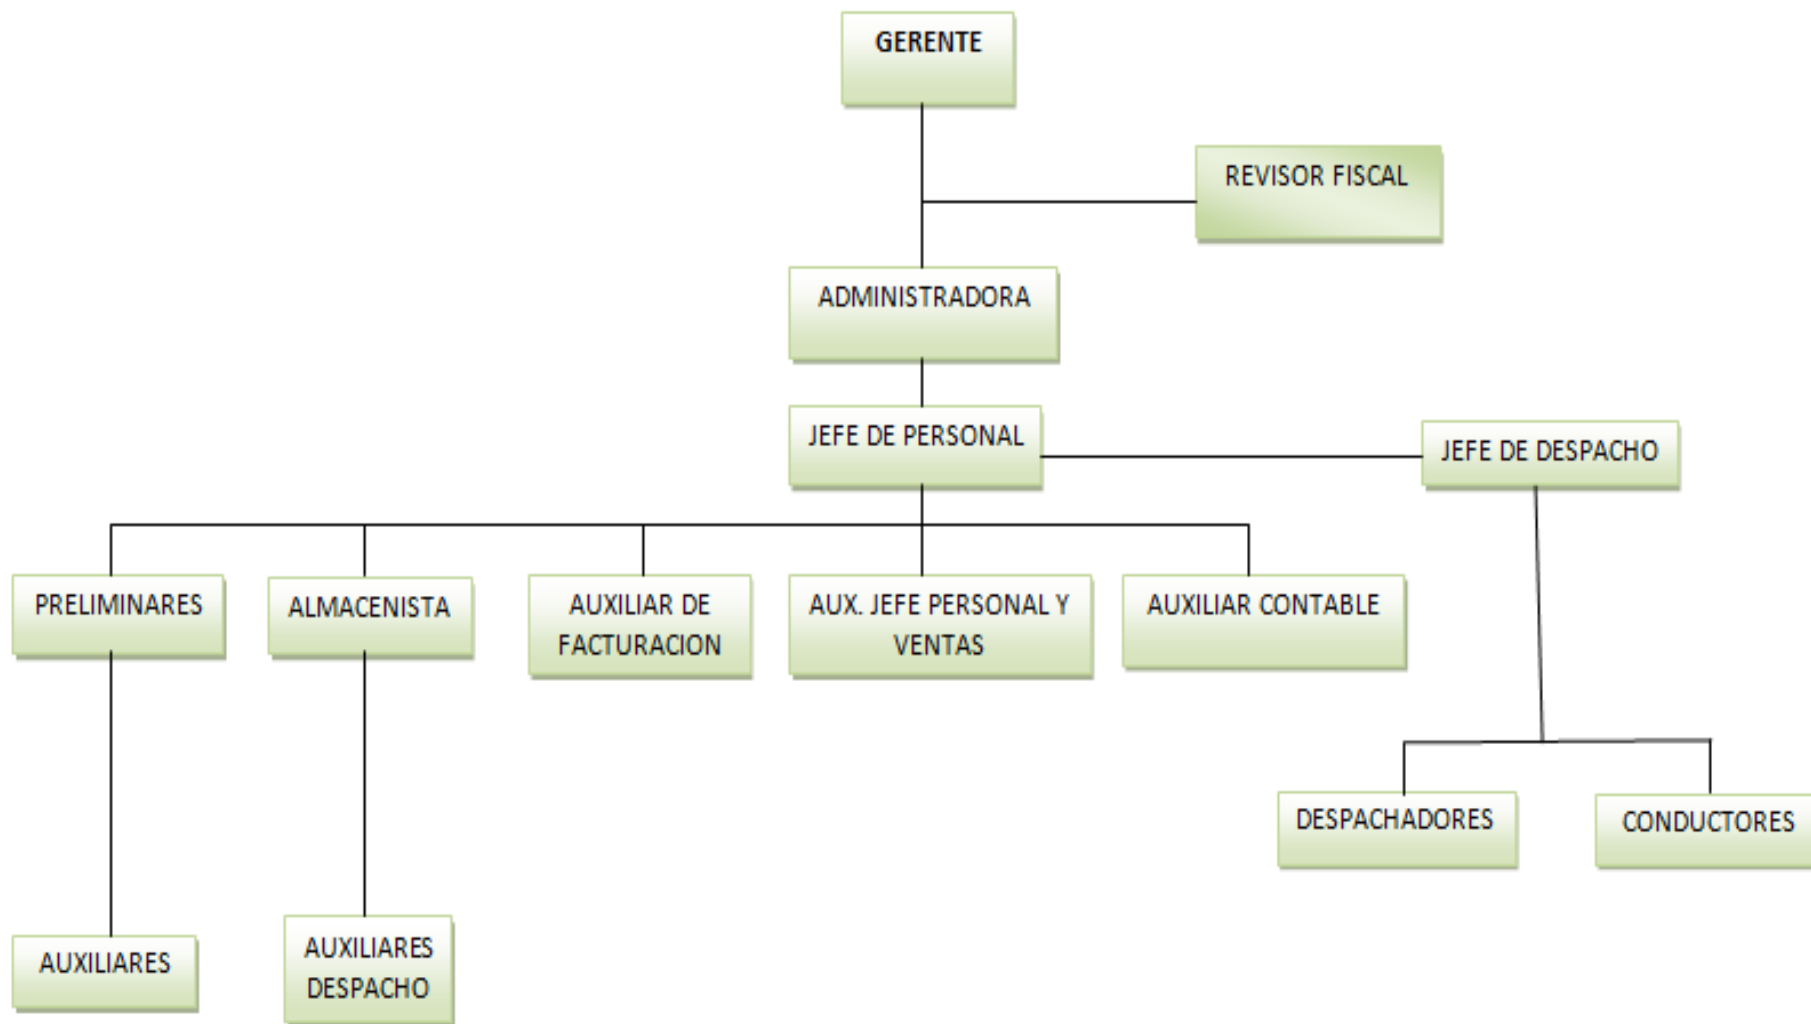 GERENTE
REVISOR FISCAL
ADMINISTRADORA
JEFE DE PERSONAL
JEFE DE DESPACHO
PRELIMINARES
ALMACENISTA
AUXILIAR DE
FACTURACION
AUX. JEFE PERSONAL Y
VENTAS
AUXILIAR CONTABLE
DESPACHADORES
CONDUCTORES
AUXILIARES
AUXILIARES
DESPACHO